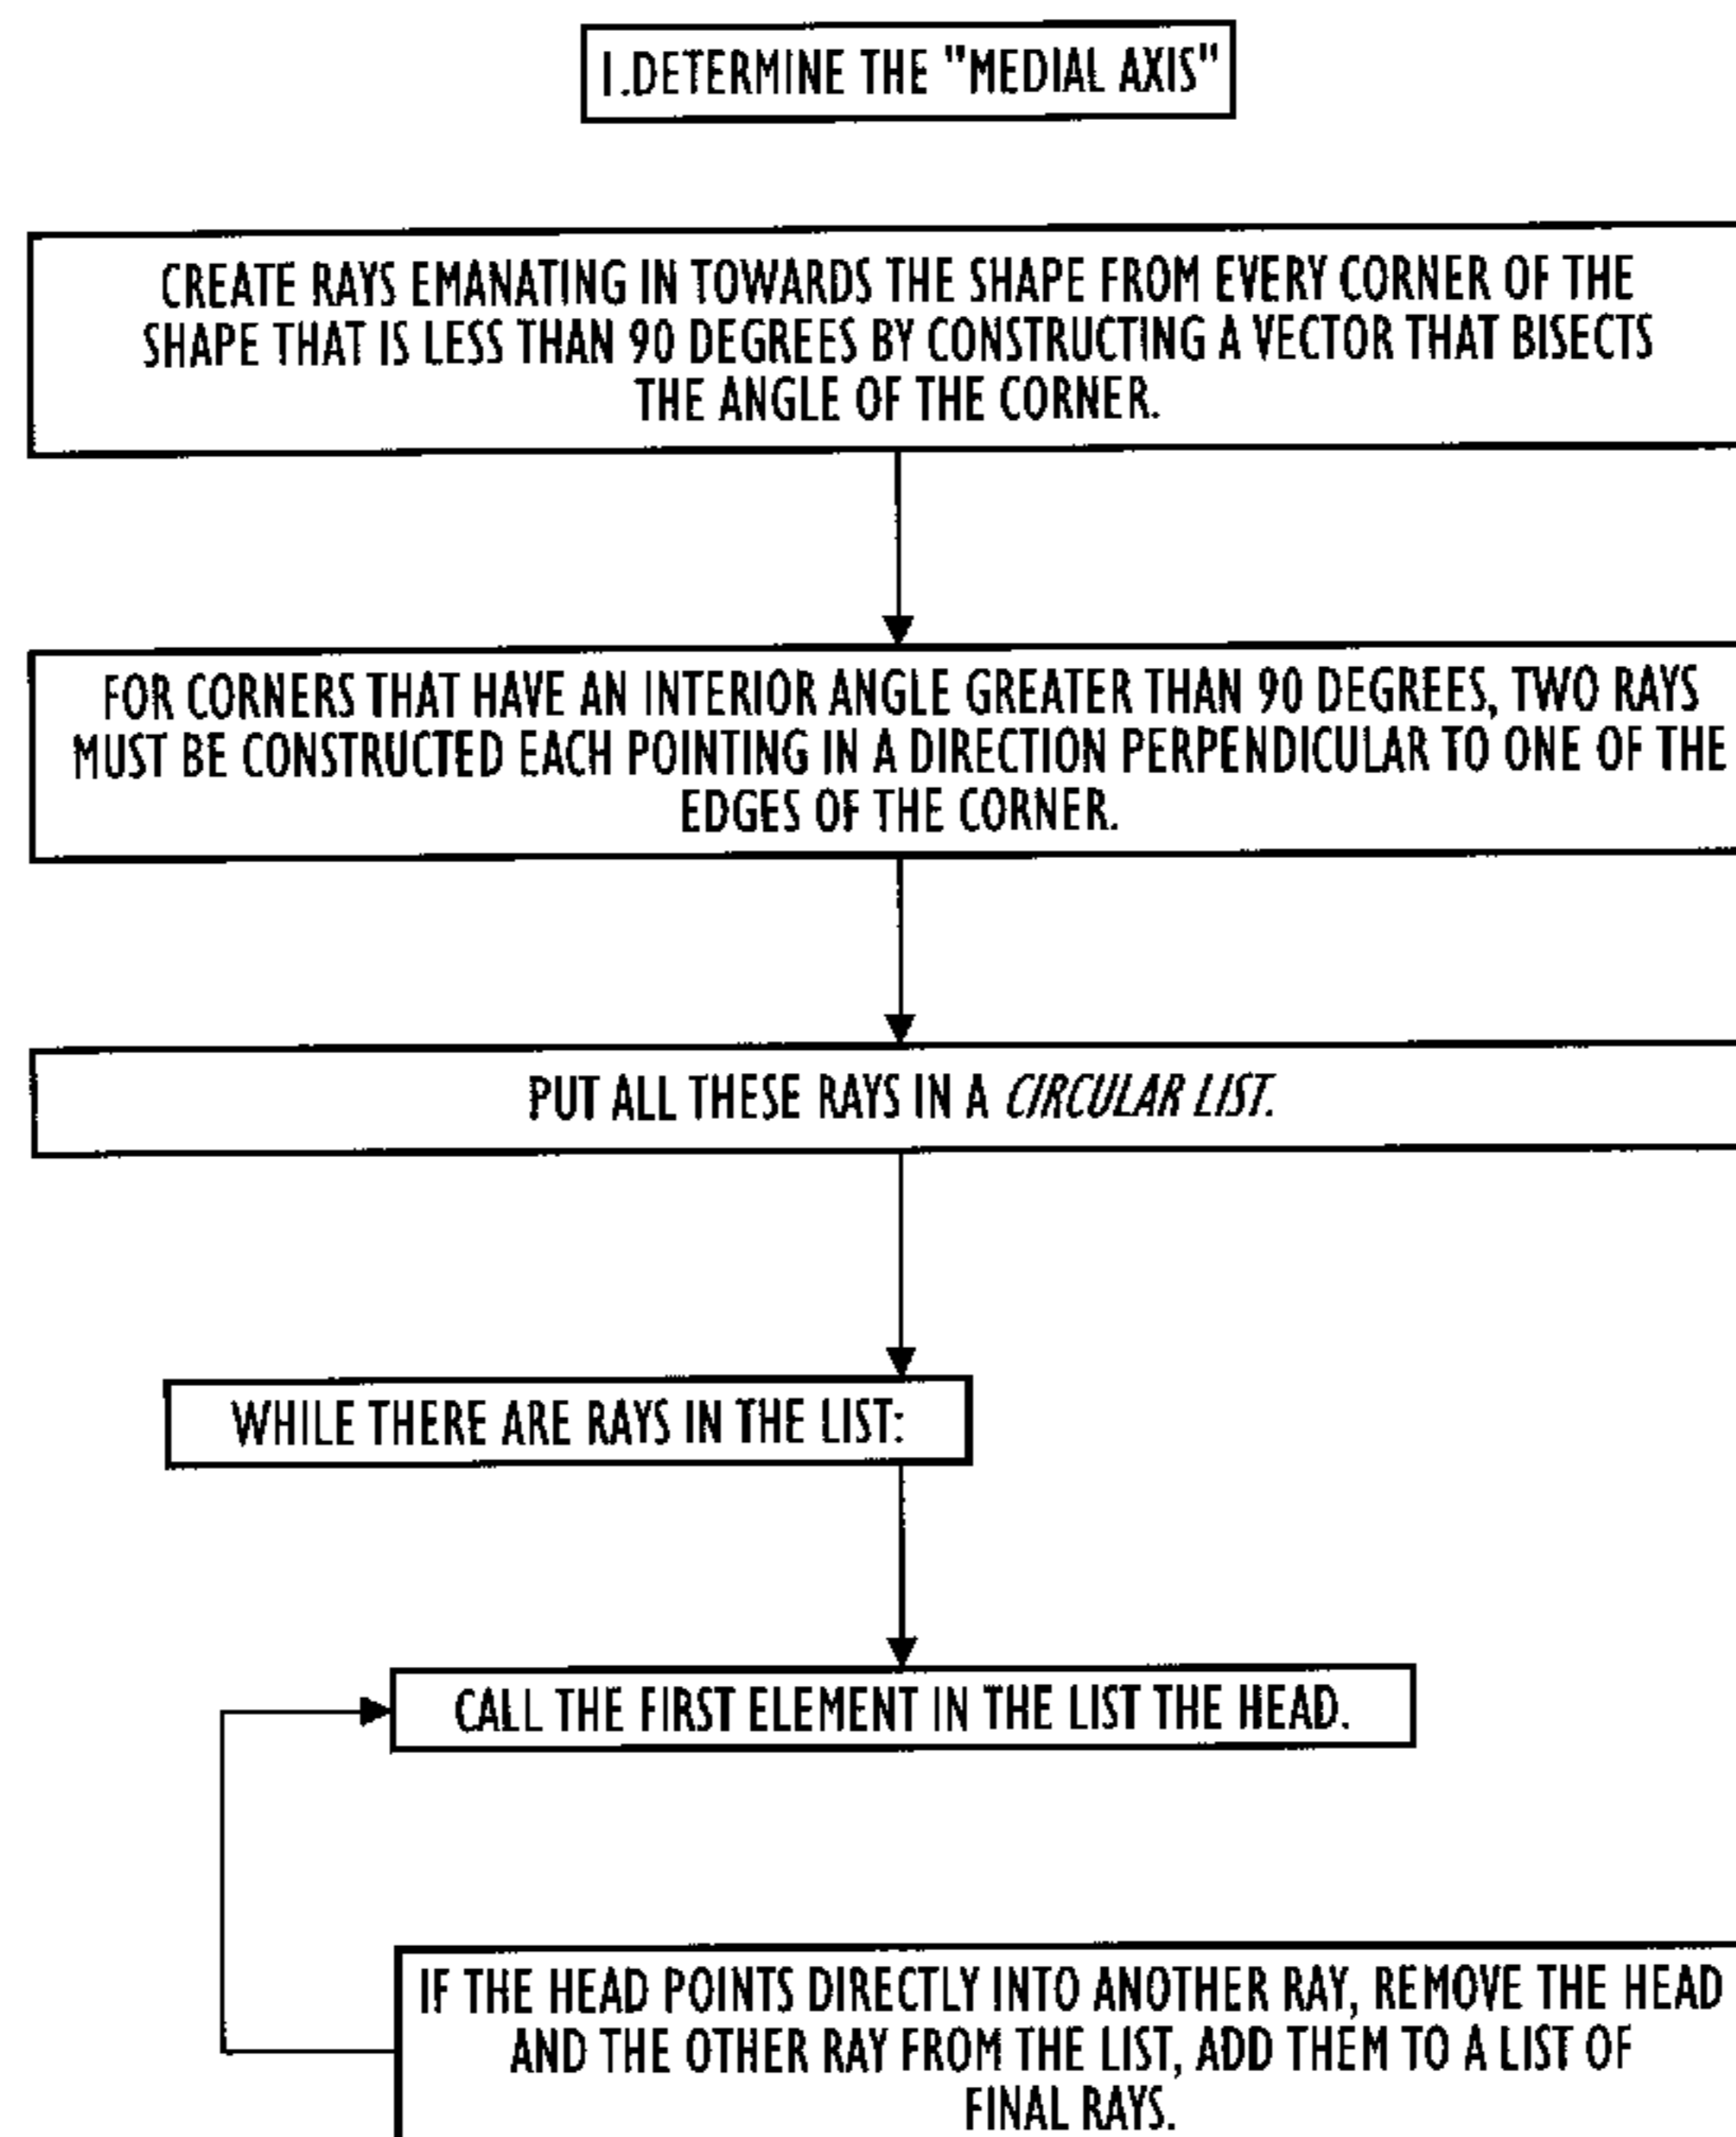 1.DETERMINE THE "MEDIAL AXIS"
CREATE RAYS EMANATING IN TOWARDS THE SHAPE FROM EVERY CORNER OF THE
SHAPE THAT IS LESS THAN 90 DEGREES BY CONSTRUCTING A VECTOR THAT BISECTS
THE ANGLE OF THE CORNER.
FOR CORNERS THAT HAVE AN INTERIOR ANGLE GREATER THAN 90 DEGREES, TWO RAYS
MUST BE CONSTRUCTED EACH POINTING IN A DIRECTION PERPENDICULAR TO ONE OF THE
EDGES OF THE CORNER.
PUT ALL THESE RAYS IN A CIRCULAR LIST.
WHILE THERE ARE RAYS IN THE LIST:
CALL THE FIRST ELEMENT IN THE LIST THE HEAD.
IF THE HEAD POINTS DIRECTLY INTO ANOTHER RAY, REMOVE THE HEAD
AND THE OTHER RAY FROM THE LIST, ADD THEM TO A LIST OF
FINAL RAYS.